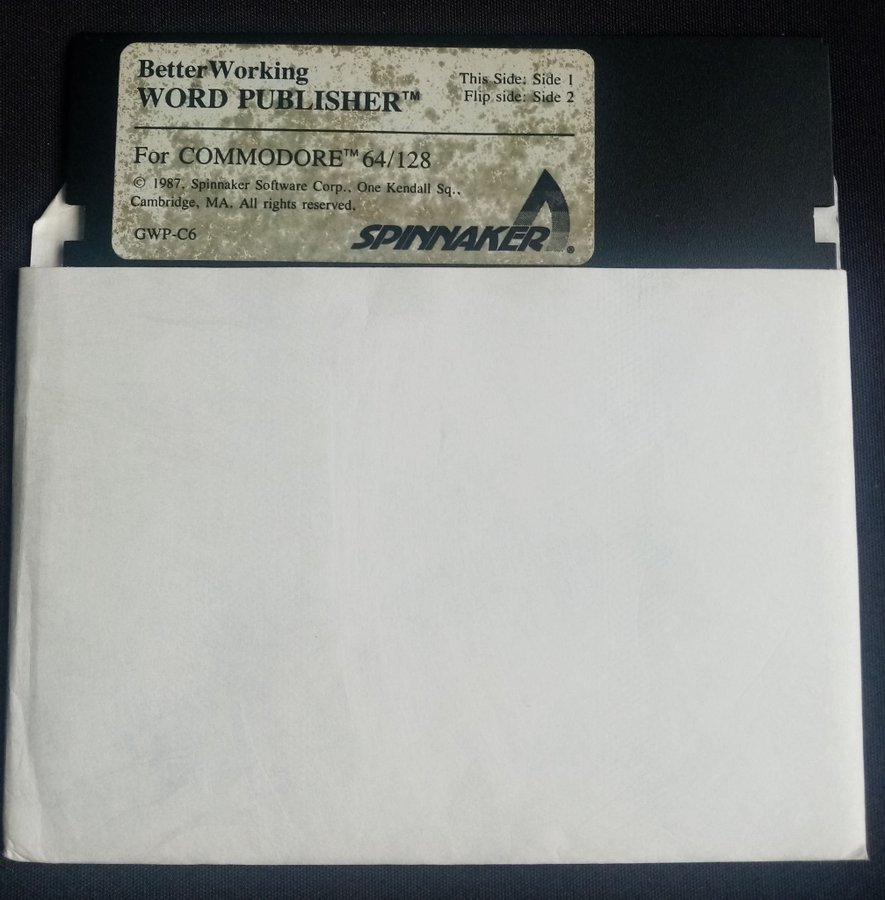 BetterWorking
WORD PUBLISHER™
This Side: Side 1
Flip side: Side 2
For COMMODORE™ 64/128
© 1987, Spinnaker Software Corp., One Kendall Sq.,
Cambridge, MA. All rights reserved.
GWP-C6
SPINNAKER®